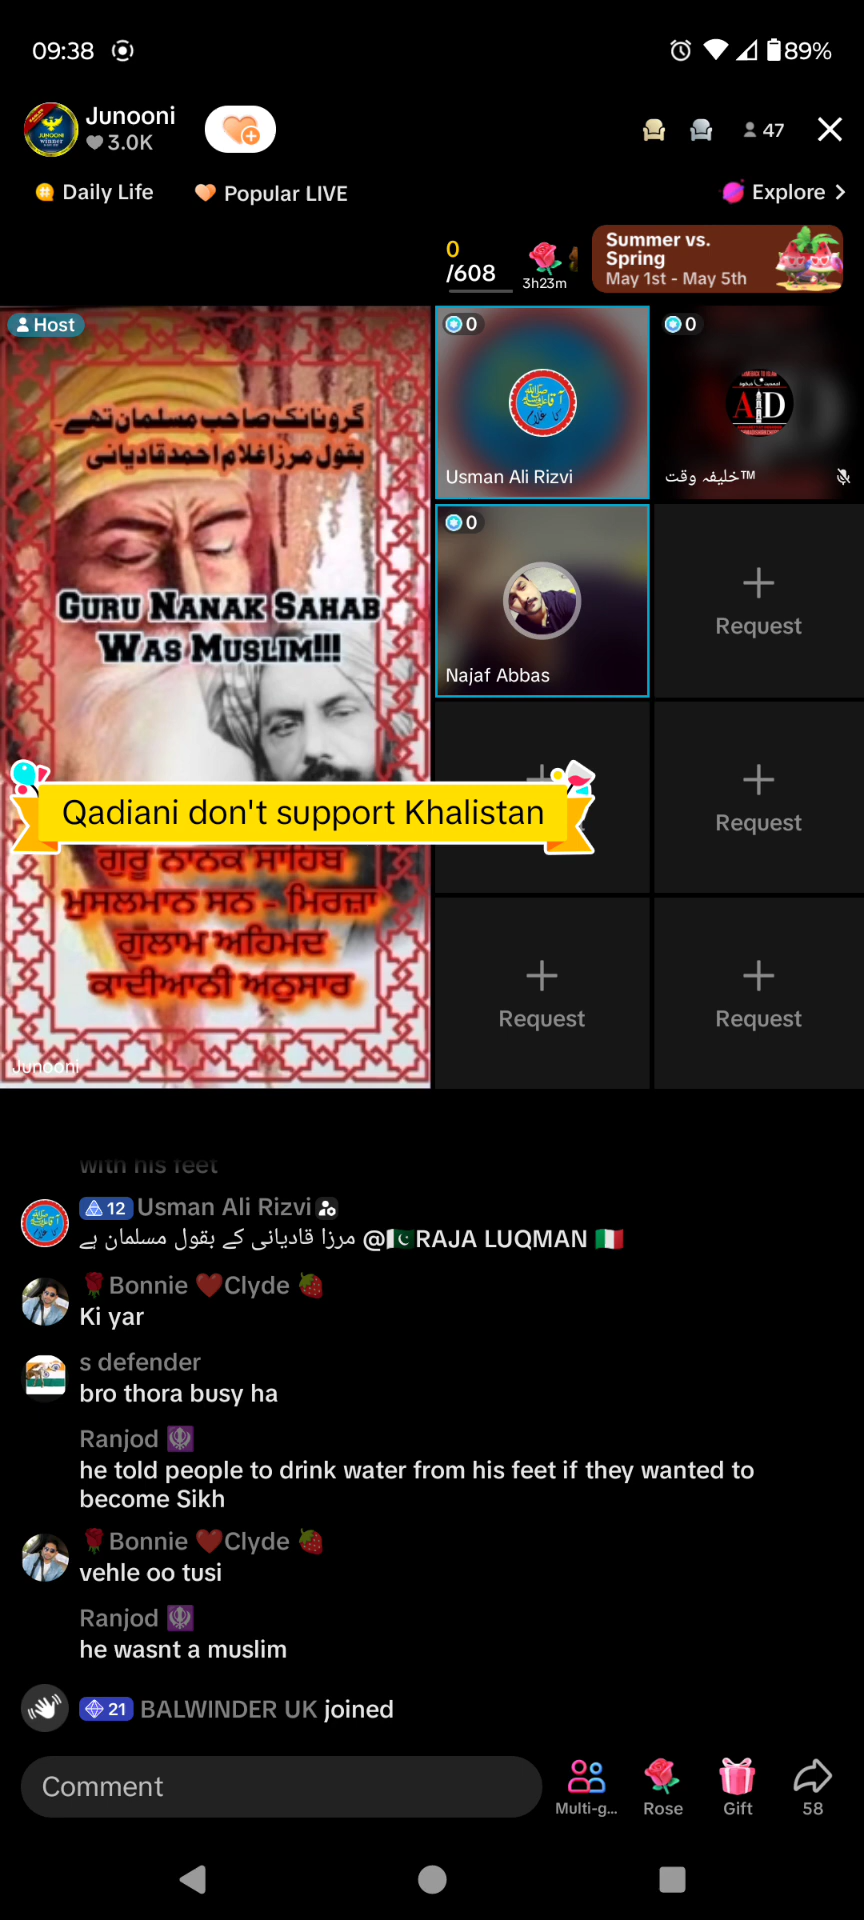 09:38
89%
Junooni
3.0K
47
Daily Life
Popular LIVE
Explore
0
/608
3h23m
Summer vs.
Spring
May 1st - May 5th
Host
گرونانک صاحب مسلمان تھے۔
بقول مرزا غلام احمد قادیانی
GURU NANAK SAHAB
WAS MUSLIM!!!
Qadiani don't support Khalistan
ਗੁਰੂ ਨਾਨਕ ਸਾਹਿਬ
ਮੁਸਲਮਾਨ ਸਨ - ਮਿਰਜ਼ਾ
ਗੁਲਾਮ ਅਹਿਮਦ
ਕਾਦੀਆਨੀ ਅਨੁਸਾਰ
Junooni
0
Usman Ali Rizvi
0
خلیفہ وقت™
0
Najaf Abbas
Request
Request
Request
Request
with his feet
12 Usman Ali Rizvi
مرزا قادیانی کے بقول مسلمان ہے @🇵🇰RAJA LUQMAN 🇮🇹
🌹Bonnie ❤️Clyde 🍓
Ki yar
s defender
bro thora busy ha
Ranjod 🪯
he told people to drink water from his feet if they wanted to
become Sikh
🌹Bonnie ❤️Clyde 🍓
vehle oo tusi
Ranjod 🪯
he wasnt a muslim
21 BALWINDER UK joined
Comment
Multi-g...
Rose
Gift
58